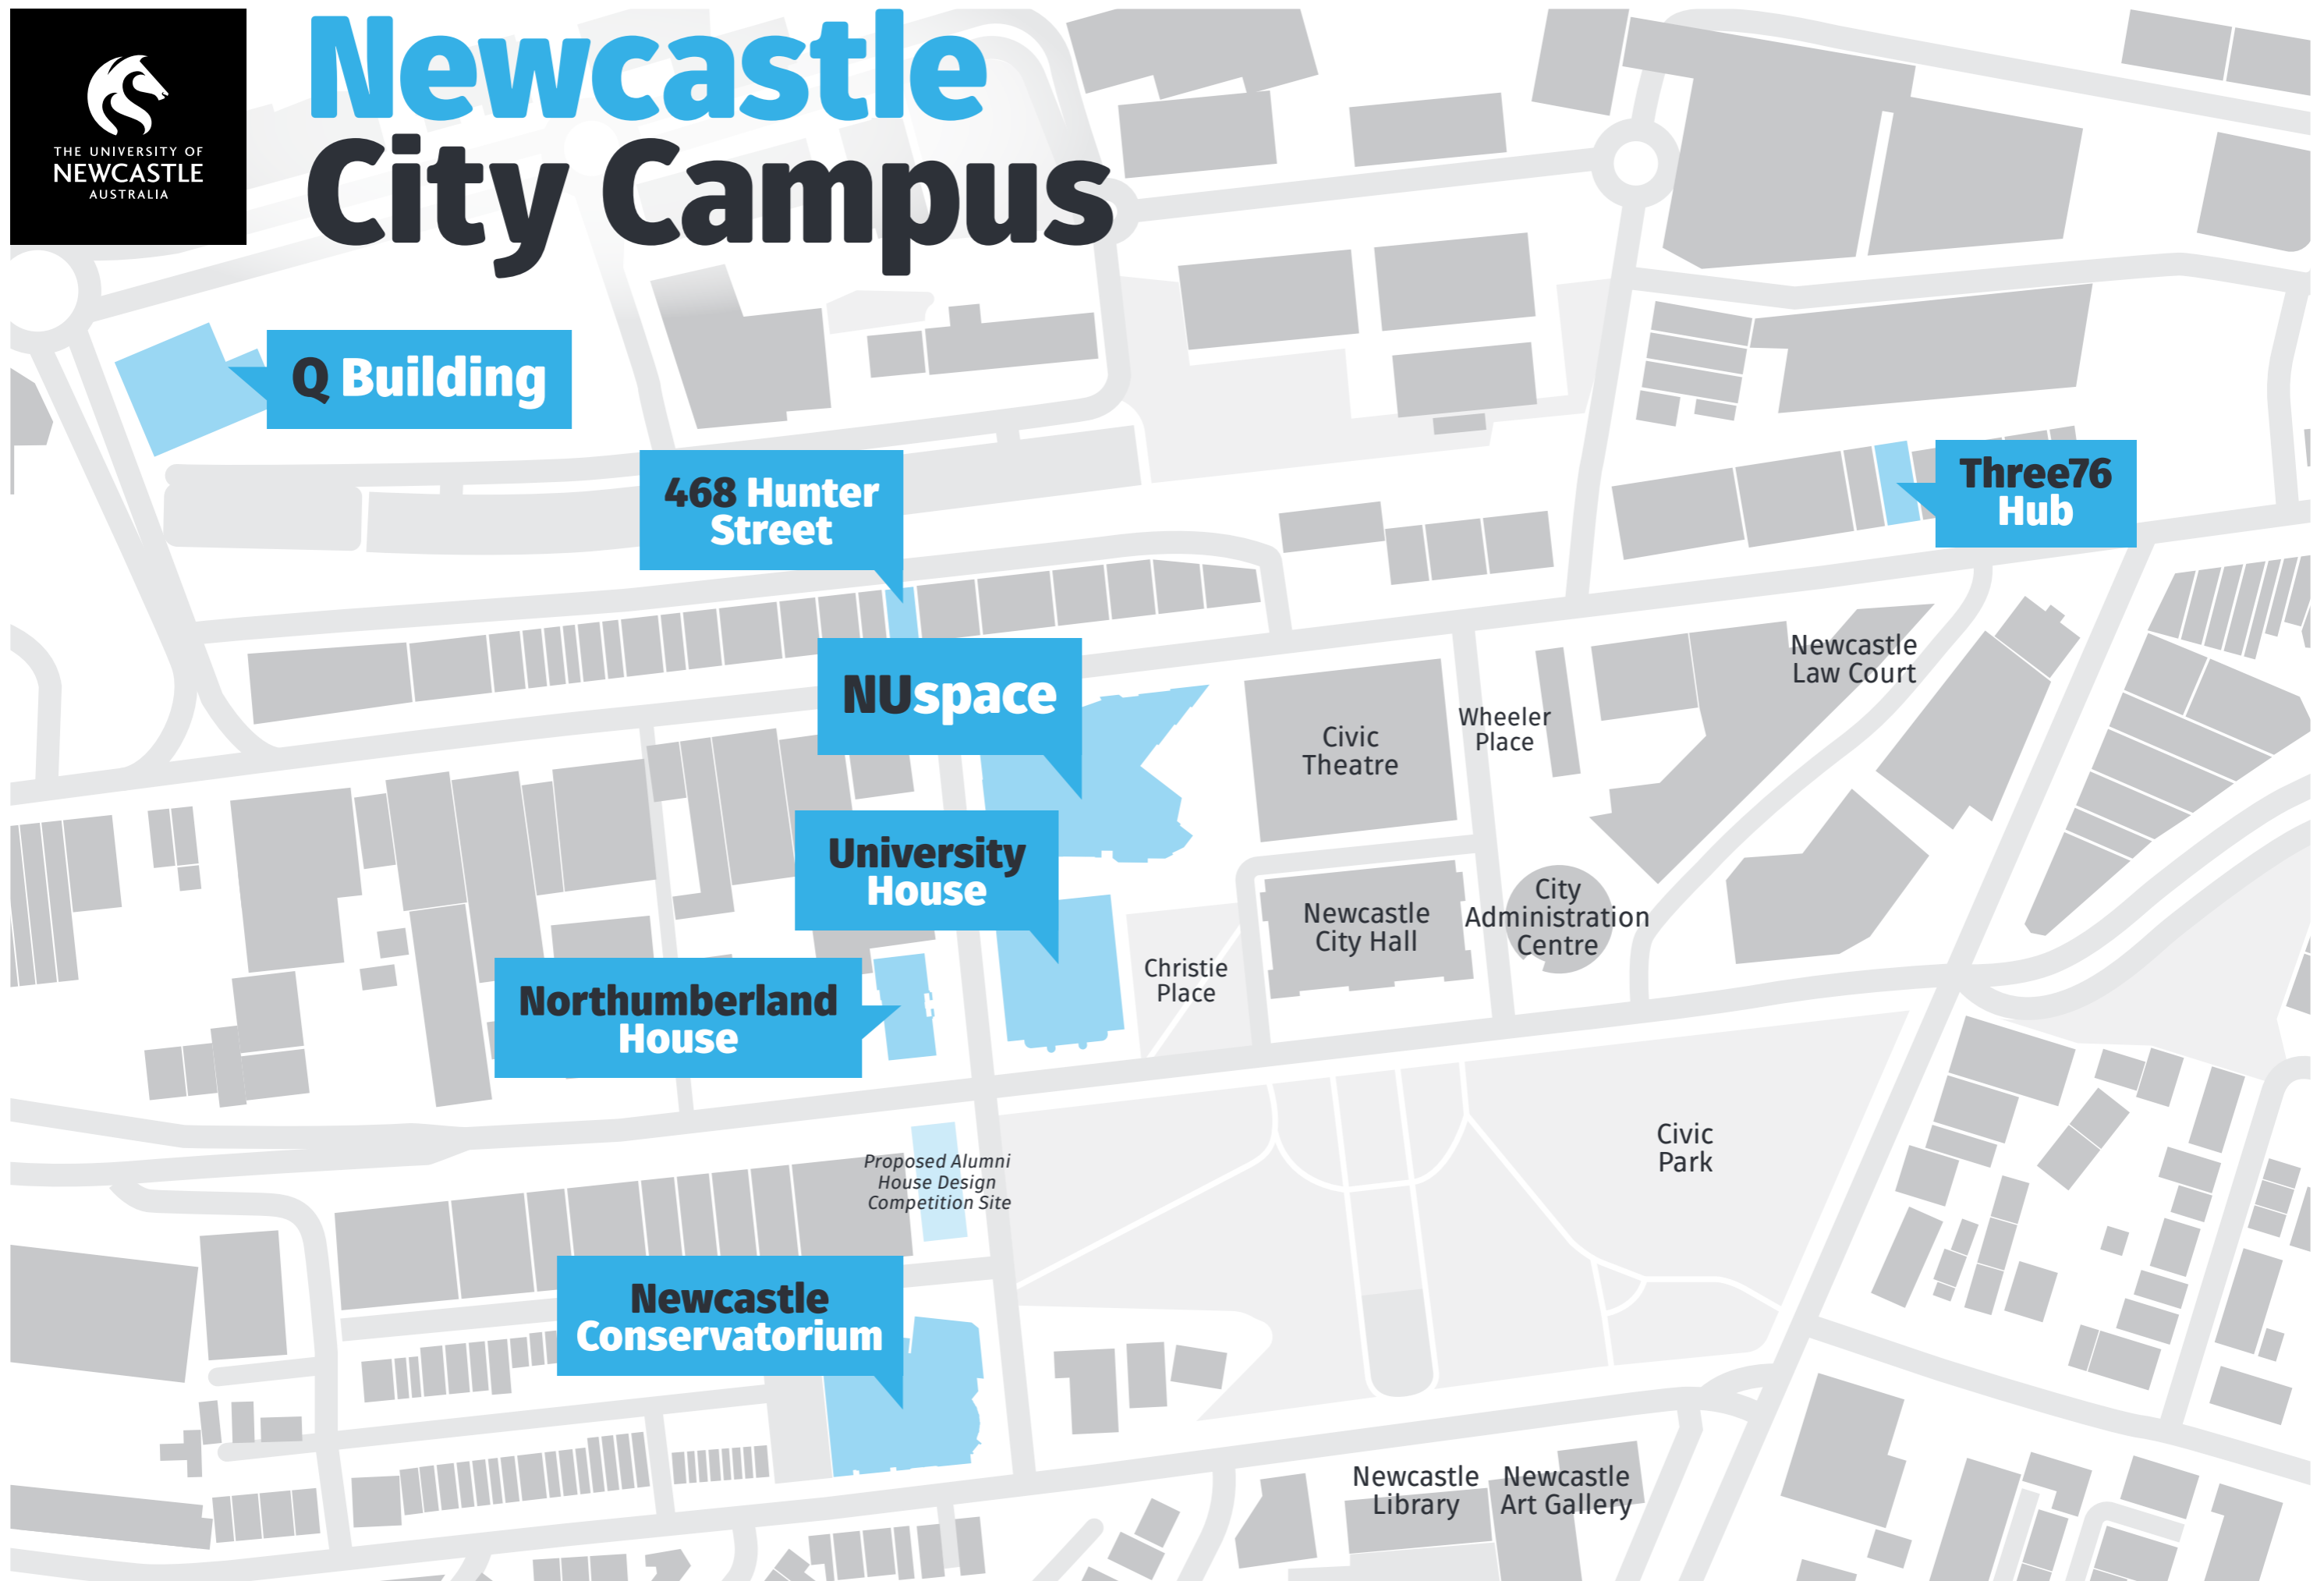 THE UNIVERSITY OF
NEWCASTLE
AUSTRALIA
Newcastle
City Campus
Q Building
468 Hunter
Street
Three76
Hub
NUspace
Newcastle
Law Court
Wheeler
Place
Civic
Theatre
University
House
City
Administration
Centre
Newcastle
City Hall
Christie
Place
Northumberland
House
Civic
Park
Proposed Alumni
House Design
Competition Site
Newcastle
Conservatorium
Newcastle
Library
Newcastle
Art Gallery